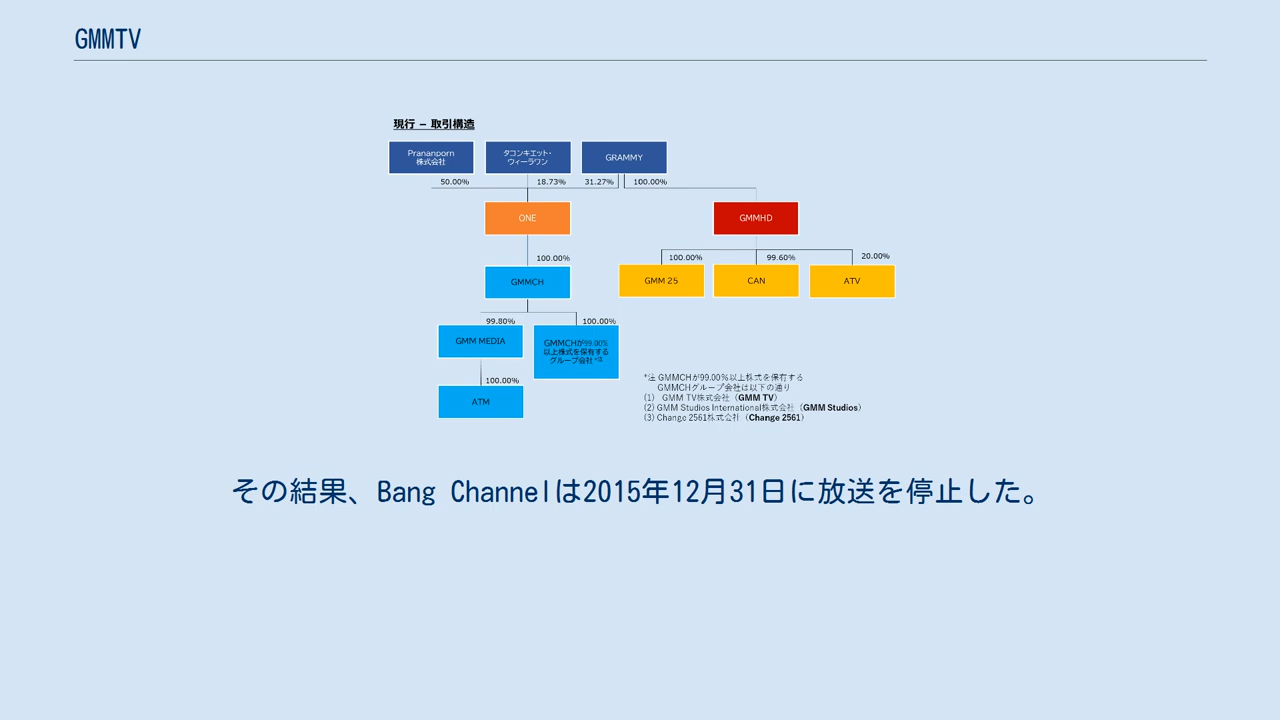 GMMTV
現行 – 取引構造
Prananporn
株式会社
タコンキエット・
ウィーラワン
GRAMMY
50.00%
18.73%
31.27%
100.00%
ONE
GMMHD
100.00%
100.00%
99.60%
20.00%
GMMCH
GMM 25
CAN
ATV
99.80%
100.00%
GMM MEDIA
GMMCHが99.00%
以上株式を保有する
グループ会社*注
100.00%
ATM
*注 GMMCHが99.00%以上株式を保有する
GMMCHグループ会社は以下の通り
(1) GMM TV株式会社（GMM TV）
(2) GMM Studios International株式会社（GMM Studios）
(3) Change 2561株式会社（Change 2561）
その結果、Bang Channelは2015年12月31日に放送を停止した。